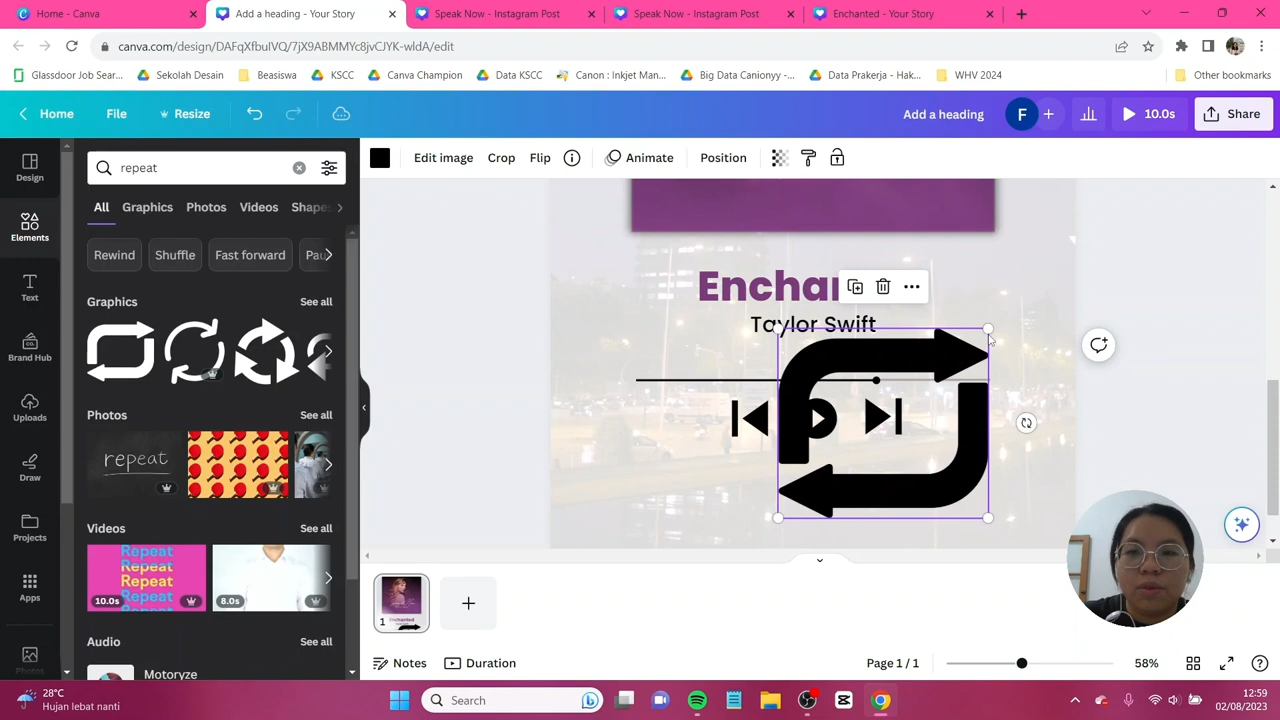 Home - Canva
Add a heading - Your Story
Speak Now - Instagram Post
Speak Now - Instagram Post
Enchanted - Your Story
canva.com/design/DAFqXfbuIVQ/7jX9ABMMYc8jvCJYK-wIdA/edit
Glassdoor Job Sear...
Sekolah Desain
Beasiswa
KSCC
Canva Champion
Data KSCC
Canon : Inkjet Man...
Big Data Canionyy -...
Data Prakerja - Hak...
WHV 2024
Other bookmarks
Home
File
Resize
Add a heading
F
10.0s
Share
Design
Elements
Text
Brand Hub
Uploads
Draw
Projects
Apps
Photos
repeat
All
Graphics
Photos
Videos
Shape
Rewind
Shuffle
Fast forward
Pau
Graphics
See all
Photos
See all
repeat
Videos
See all
Repeat
Repeat
Repeat
Repeat
10.0s
8.0s
Audio
See all
Motoryze
Edit image
Crop
Flip
Animate
Position
Enchan
Taylor Swift
1
Enchanted
Notes
Duration
Page 1 / 1
58%
28°C
Hujan lebat nanti
Search
12:59
02/08/2023